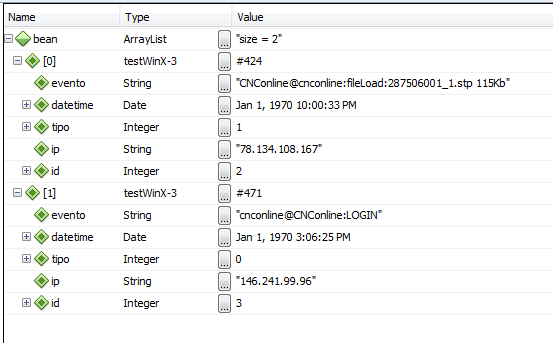 Name Type Value
bean ArrayList ... "size = 2"
[0] testWinX-3 ... #424
evento String ... "CNConline@cnconline:fileLoad:287506001_1.stp 115Kb"
datetime Date ... Jan 1, 1970 10:00:33 PM
tipo Integer ... 1
ip String ... "78.134.108.167"
id Integer ... 2
[1] testWinX-3 ... #471
evento String ... "cnconline@CNConline:LOGIN"
datetime Date ... Jan 1, 1970 3:06:25 PM
tipo Integer ... 0
ip String ... "146.241.99.96"
id Integer ... 3